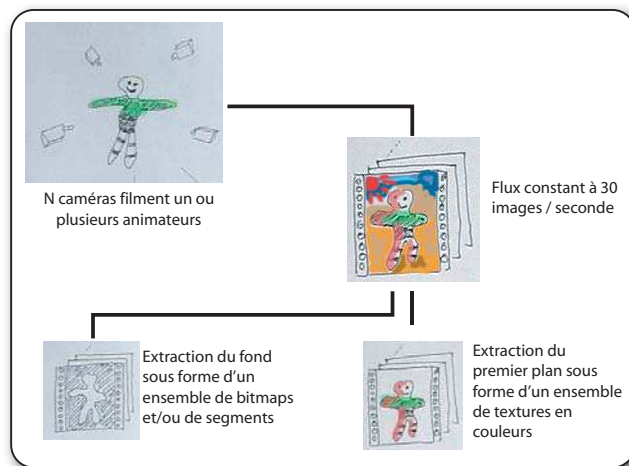 N caméras filment un ou
plusieurs animateurs
Flux constant à 30
images / seconde
Extraction du fond
sous forme d’un
ensemble de bitmaps
et/ou de segments
Extraction du
premier plan sous
forme d’un ensemble
de textures en
couleurs